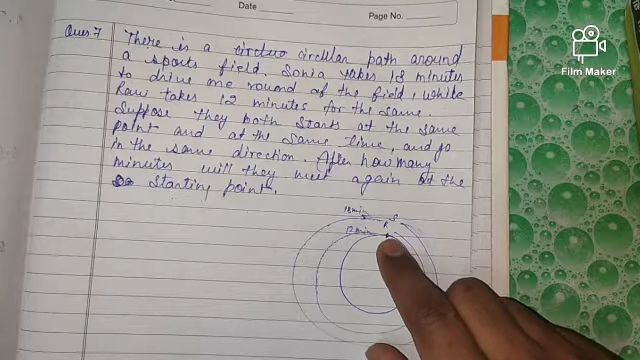 Date
Page No.
Ques 7 There is a circular path around
a sports field. Sonia takes 18 minutes
to drive one round of the field, while
Ravi takes 12 minutes for the same.
Suppose they both starts at the same
point and at the same time, and go
in the same direction. After how many
minutes will they meet again at the
Starting point.
18min S
R
12min
Film Maker